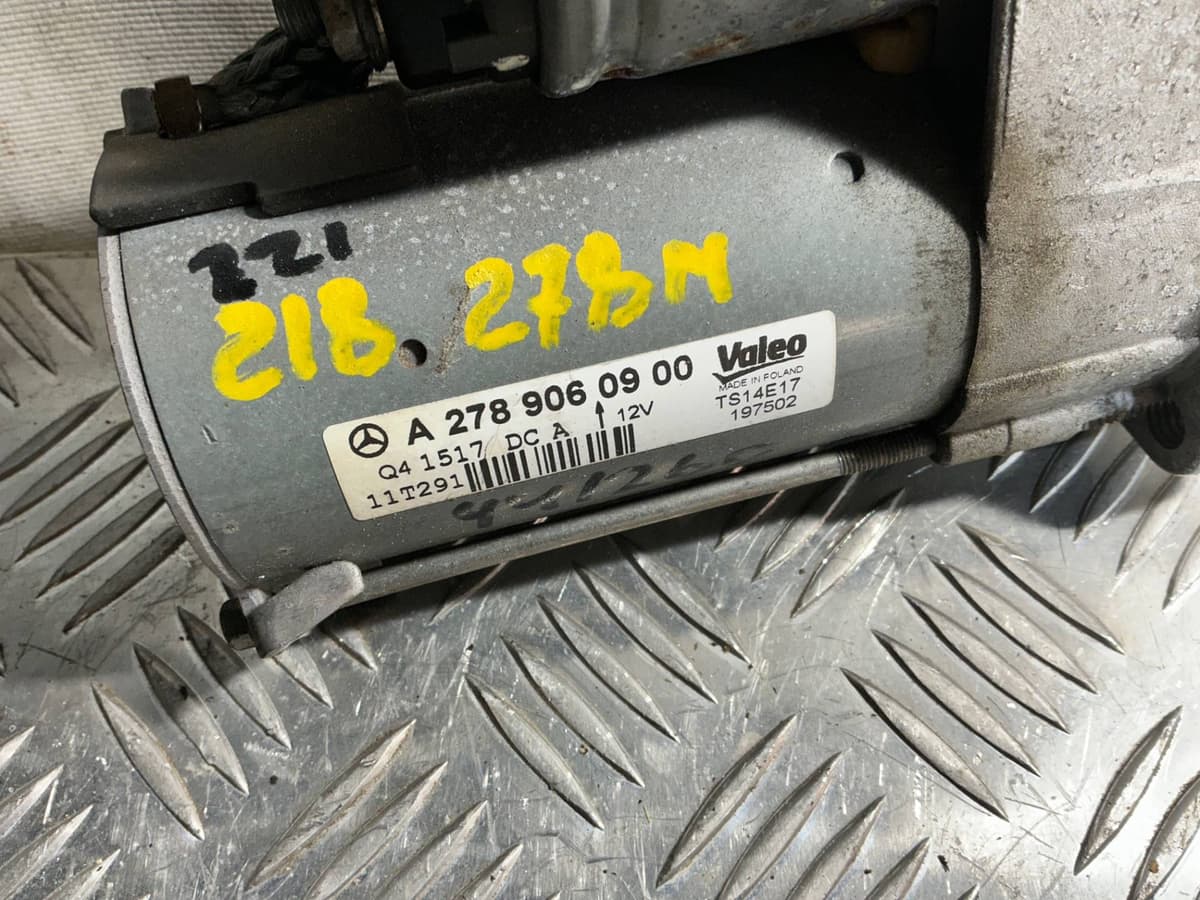 221
218 278M
A 278 906 09 00
Valeo
MADE IN POLAND
TS14E17
197502
Q4 1517 DC A 12V
11T291